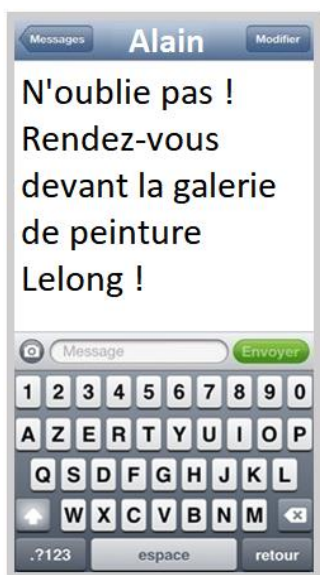 Messages Alain Modifier
N'oublie pas !
Rendez-vous
devant la galerie
de peinture
Lelong !
Message Envoyer
1 2 3 4 5 6 7 8 9 0
A Z E R T Y U I O P
Q S D F G H J K L
W X C V B N M
.?123 espace retour